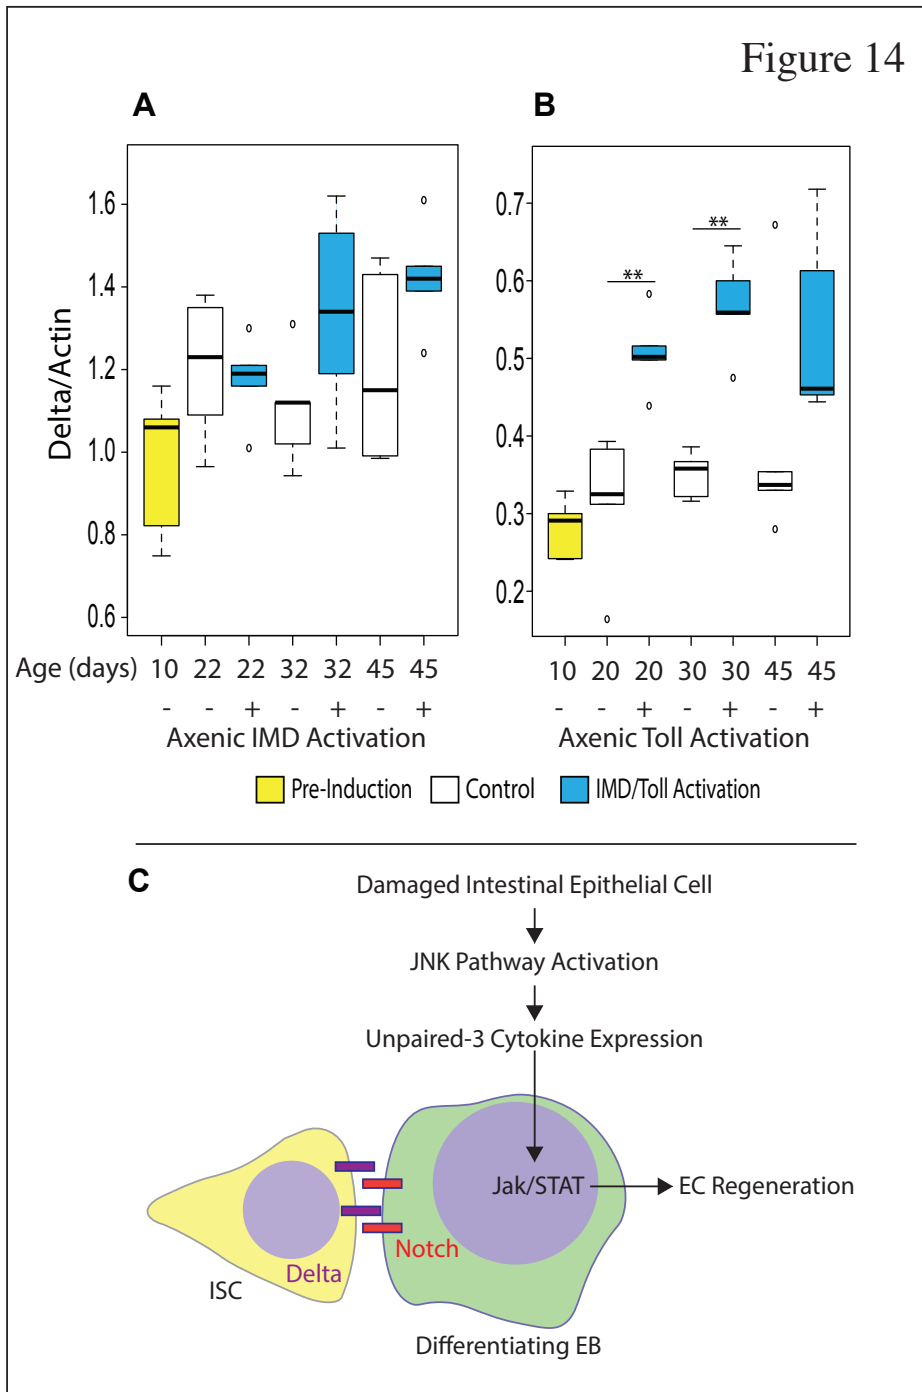 Figure 14
A
B
Delta/Actin
1.6
1.4
1.2
1.0
0.8
0.6
0.7
0.6
0.5
0.4
0.3
0.2
**
**
Age (days) 10 22 22 32 32 45 45
- - + - + - +
Axenic IMD Activation
10 20 20 30 30 45 45
- - + - + - +
Axenic Toll Activation
Pre-Induction Control IMD/Toll Activation
C
Damaged Intestinal Epithelial Cell
JNK Pathway Activation
Unpaired-3 Cytokine Expression
Jak/STAT
EC Regeneration
Notch
Delta
ISC
Differentiating EB